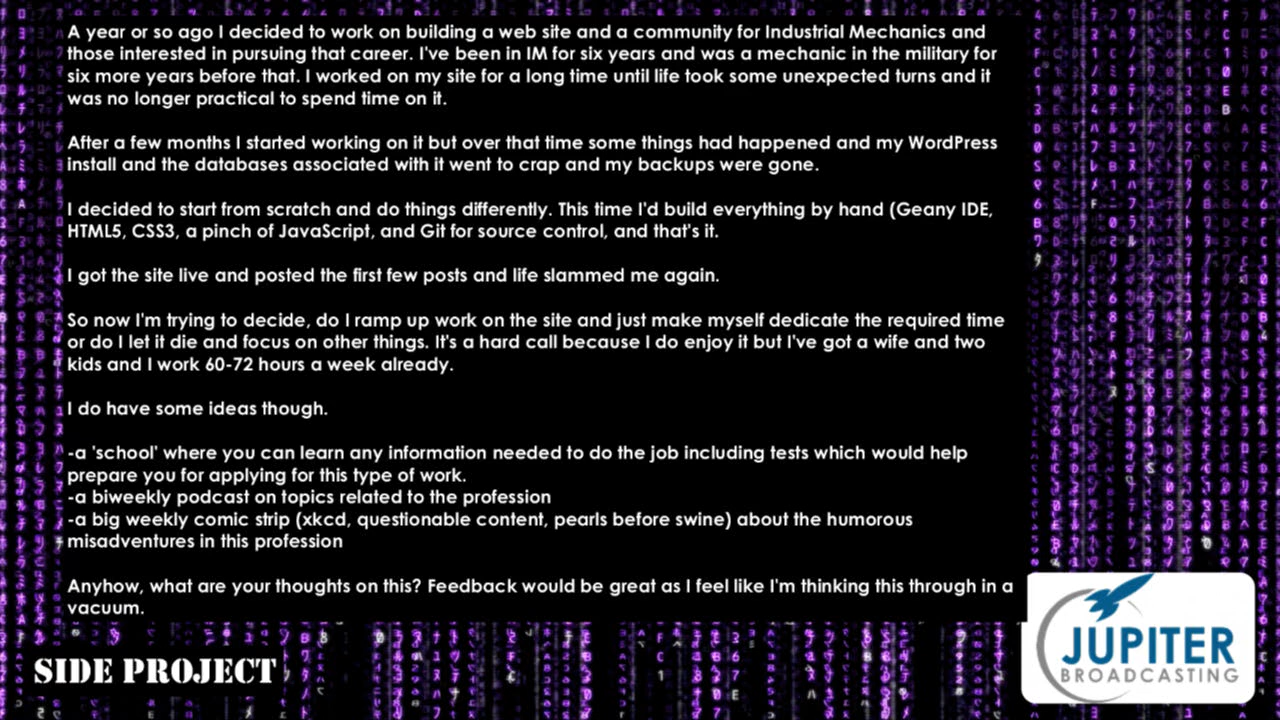 A year or so ago I decided to work on building a web site and a community for Industrial Mechanics and
those interested in pursuing that career. I've been in IM for six years and was a mechanic in the military for
six more years before that. I worked on my site for a long time until life took some unexpected turns and it
was no longer practical to spend time on it.
After a few months I started working on it but over that time some things had happened and my WordPress
install and the databases associated with it went to crap and my backups were gone.
I decided to start from scratch and do things differently. This time I'd build everything by hand (Geany IDE,
HTML5, CSS3, a pinch of JavaScript, and Git for source control, and that's it.
I got the site live and posted the first few posts and life slammed me again.
So now I'm trying to decide, do I ramp up work on the site and just make myself dedicate the required time
or do I let it die and focus on other things. It's a hard call because I do enjoy it but I've got a wife and two
kids and I work 60-72 hours a week already.
I do have some ideas though.
-a 'school' where you can learn any information needed to do the job including tests which would help
prepare you for applying for this type of work.
-a biweekly podcast on topics related to the profession
-a big weekly comic strip (xkcd, questionable content, pearls before swine) about the humorous
misadventures in this profession
Anyhow, what are your thoughts on this? Feedback would be great as I feel like I'm thinking this through in a
vacuum.
SIDE PROJECT
JUPITER
BROADCASTING